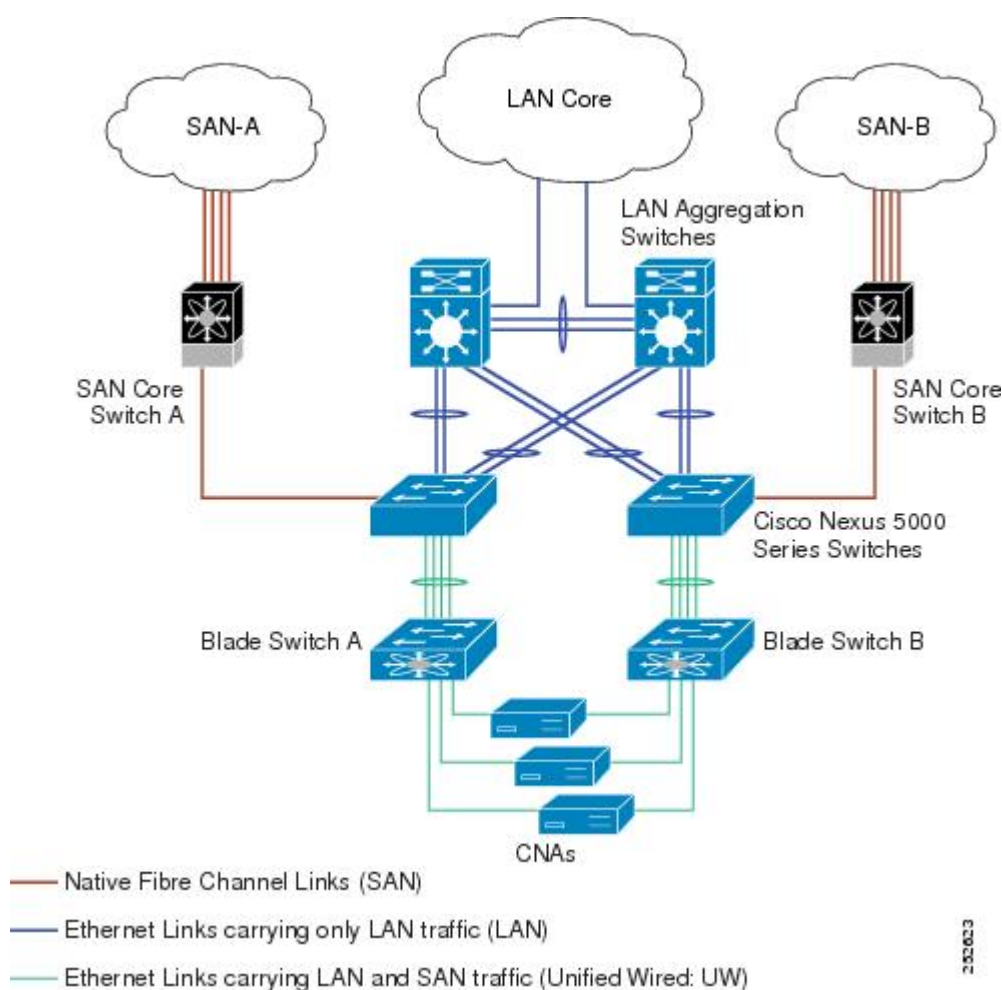 LAN Core
SAN-A
SAN-B
LAN Aggregation
Switches
SAN Core
Switch A
SAN Core
Switch B
Cisco Nexus 5000
Series Switches
Blade Switch A
Blade Switch B
CNAs
Native Fibre Channel Links (SAN)
Ethernet Links carrying only LAN traffic (LAN)
Ethernet Links carrying LAN and SAN traffic (Unified Wired: UW)
252623